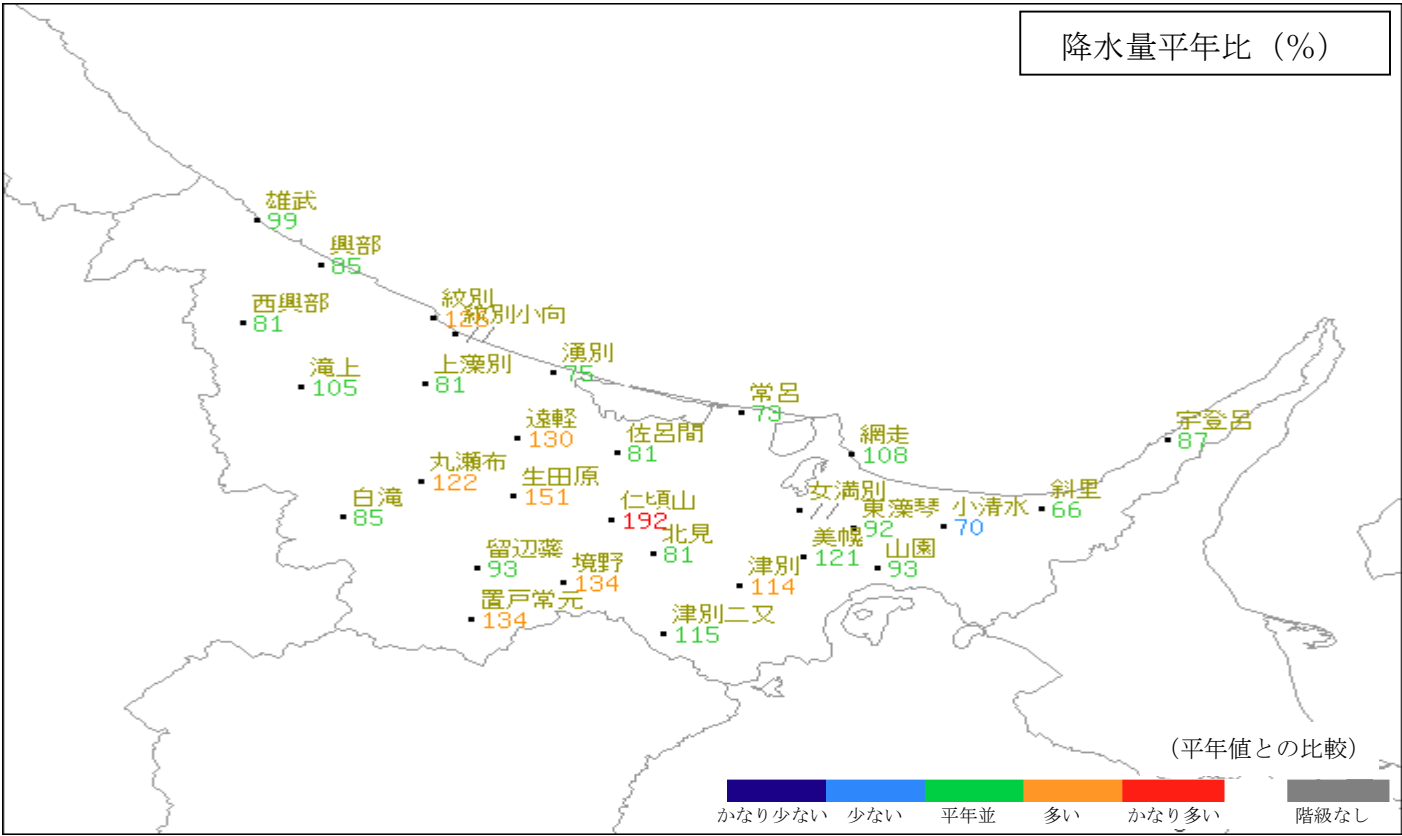 降水量平年比(%)
雄武
99
興部
85
西興部
81
紋別
紋別小向
滝上
105
上藻別
81
湧別
75
常呂
73
遠軽
130
佐呂間
81
網走
108
宇登呂
87
丸瀬布
122
生田原
151
白滝
85
仁頃山
192
女満別
東藻琴
92
小清水
70
斜里
66
北見
81
美幌
121
山園
93
留辺蘂
93
境野
134
津別
114
置戸常元
134
津別二又
115
(平年値との比較)
かなり少ない 少ない 平年並 多い かなり多い 階級なし